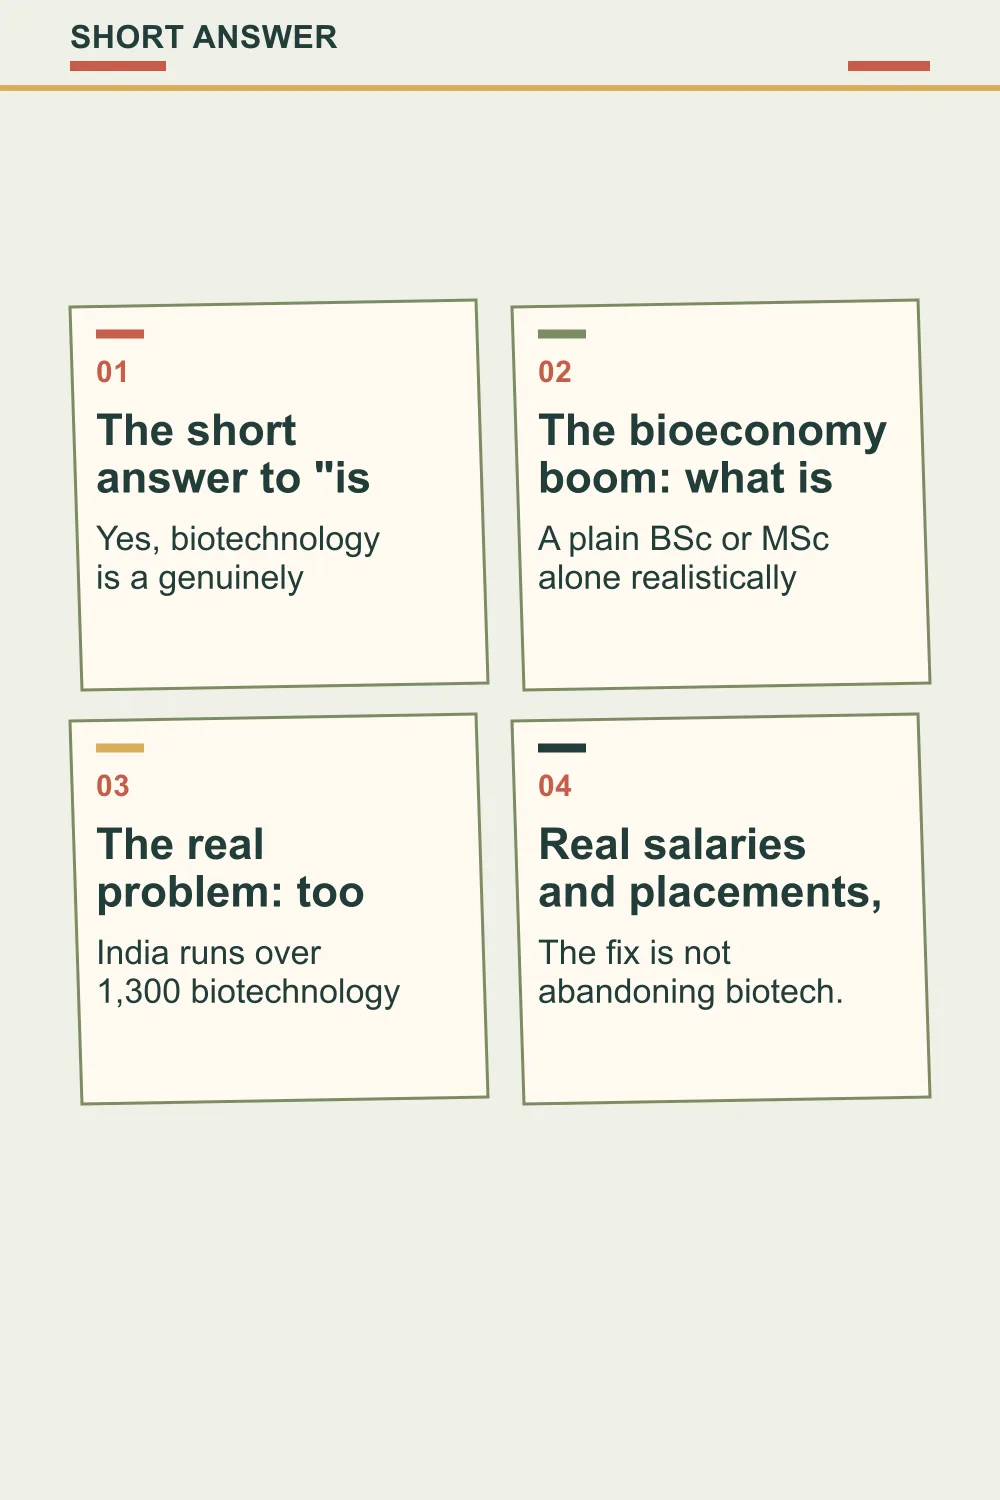 SHORT ANSWER
01
The short
answer to "is
Yes, biotechnology
is a genuinely
02
The bioeconomy
boom: what is
A plain BSc or MSc
alone realistically
03
The real
problem: too
India runs over
1,300 biotechnology
04
Real salaries
and placements,
The fix is not
abandoning biotech.